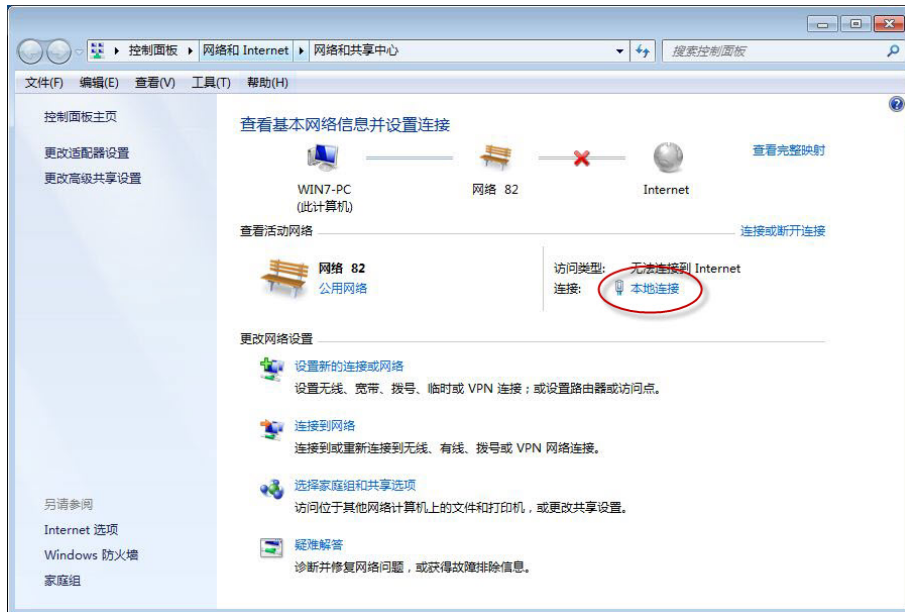 控制面板 网络和 Internet 网络和共享中心 搜索控制面板
文件(F) 编辑(E) 查看(V) 工具(T) 帮助(H)
控制面板主页
更改适配器设置
更改高级共享设置
查看基本网络信息并设置连接
查看完整映射
WIN7-PC 网络 82 Internet
(此计算机)
查看活动网络 连接或断开连接
网络 82
公用网络
访问类型: 无法连接到 Internet
连接: 本地连接
更改网络设置
设置新的连接或网络
设置无线、宽带、拨号、临时或 VPN 连接；或设置路由器或访问点。
连接到网络
连接到或重新连接到无线、有线、拨号或 VPN 网络连接。
选择家庭组和共享选项
访问位于其他网络计算机上的文件和打印机，或更改共享设置。
疑难解答
诊断并修复网络问题，或获得故障排除信息。
另请参阅
Internet 选项
Windows 防火墙
家庭组